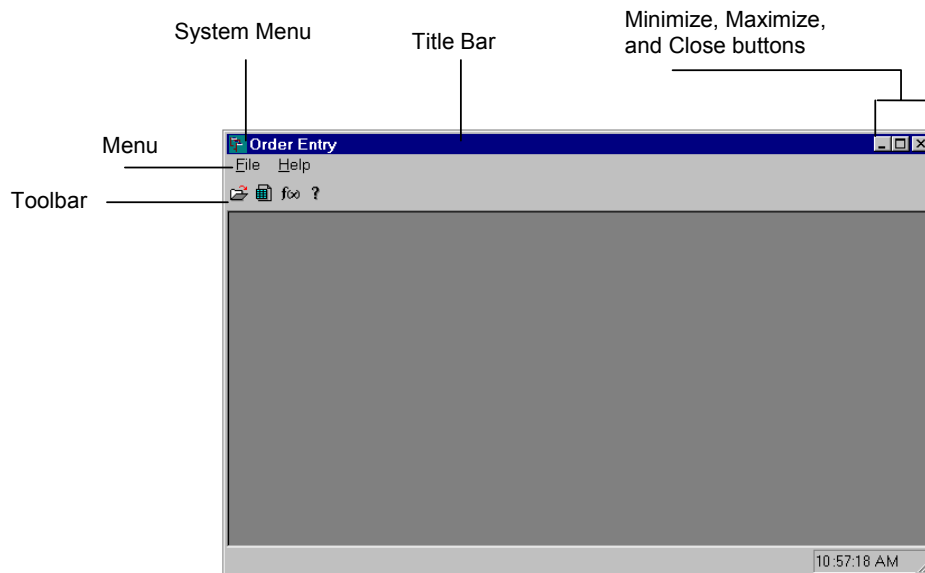 System Menu
Title Bar
Minimize, Maximize,
and Close buttons
Menu
Order Entry
File Help
Toolbar
f(x) ?
10:57:18 AM